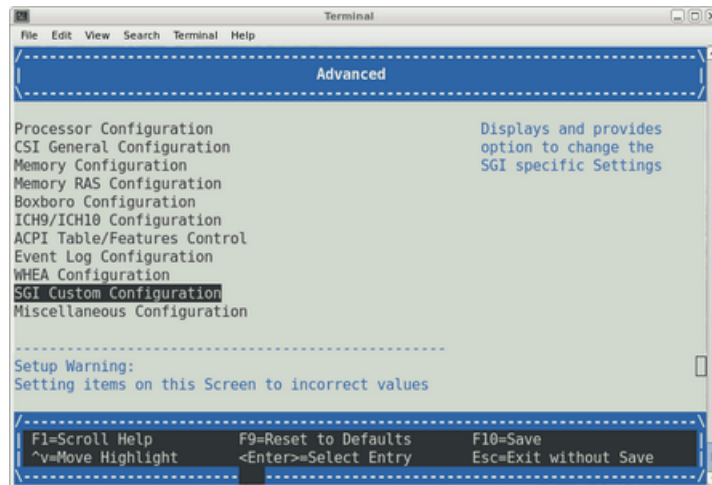 Terminal
File Edit View Search Terminal Help
/---------------------------------------------------------------------------\
| Advanced |
\---------------------------------------------------------------------------/
Processor Configuration Displays and provides
CSI General Configuration option to change the
Memory Configuration SGI specific Settings
Memory RAS Configuration
Boxboro Configuration
ICH9/ICH10 Configuration
ACPI Table/Features Control
Event Log Configuration
WHEA Configuration
SGI Custom Configuration
Miscellaneous Configuration
--------------------------------------------------
Setup Warning:
Setting items on this Screen to incorrect values
/---------------------------------------------------------------------------\
| F1=Scroll Help F9=Reset to Defaults F10=Save |
| ^v=Move Highlight <Enter>=Select Entry Esc=Exit without Save |
\---------------------------------------------------------------------------/